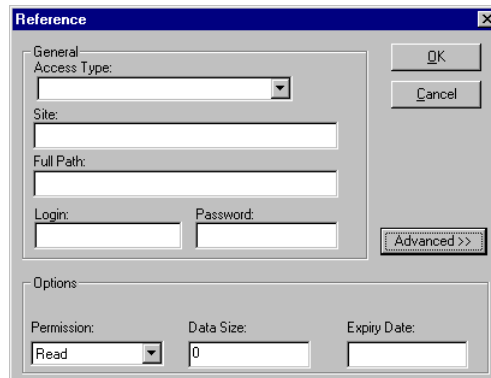 Reference
General
Access Type:
OK
Cancel
Site:
Full Path:
Login: Password:
Advanced >>
Options
Permission: Data Size: Expiry Date:
Read 0